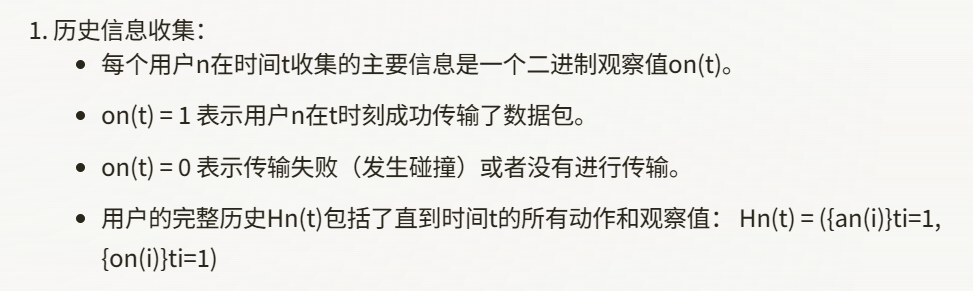 1. 历史信息收集：
• 每个用户n在时间t收集的主要信息是一个二进制观察值on(t)。
• on(t) = 1 表示用户n在t时刻成功传输了数据包。
• on(t) = 0 表示传输失败（发生碰撞）或者没有进行传输。
• 用户的完整历史Hn(t)包括了直到时间t的所有动作和观察值： Hn(t) = ({an(i)}ti=1,
{on(i)}ti=1)